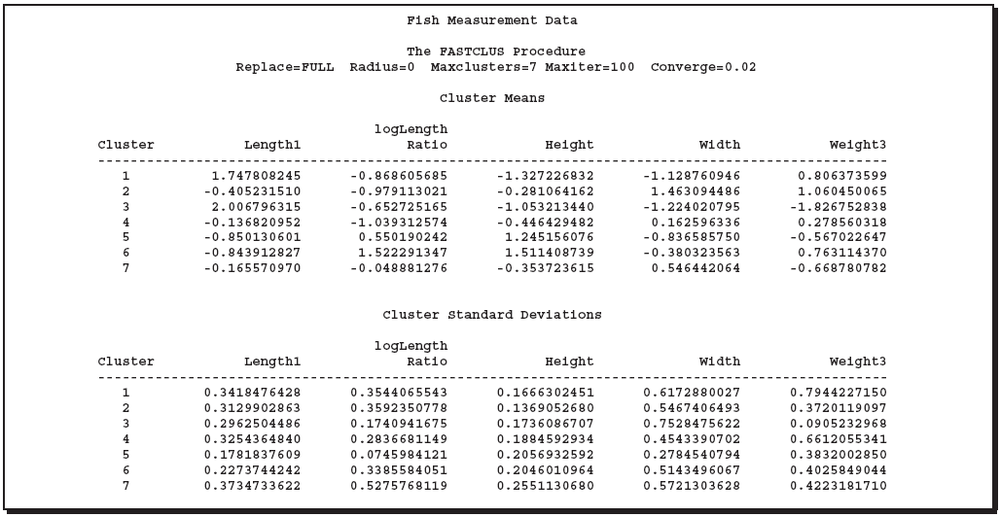 Fish Measurement Data
The FASTCLUS Procedure
Replace=FULL  Radius=0  Maxclusters=7 Maxiter=100  Converge=0.02
Cluster Means
logLength
Cluster  Length1  Ratio  Height  Width  Weight3
1  1.747808245  -0.868605685  -1.327226832  -1.128760946  0.806373599
2  -0.405231510  -0.979113021  -0.281064162  1.463094486  1.060450065
3  2.006796315  -0.652725165  -1.053213440  -1.224020795  -1.826752838
4  -0.136820952  -1.039312574  -0.446429482  0.162596336  0.278560318
5  -0.850130601  0.550190242  1.245156076  -0.836585750  -0.567022647
6  -0.843912827  1.522291347  1.511408739  -0.380323563  0.763114370
7  -0.165570970  -0.048881276  -0.353723615  0.546442064  -0.668780782
Cluster Standard Deviations
logLength
Cluster  Length1  Ratio  Height  Width  Weight3
1  0.3418476428  0.3544065543  0.1666302451  0.6172880027  0.7944227150
2  0.3129902863  0.3592350778  0.1369052680  0.5467406493  0.3720119097
3  0.2962504486  0.1740941675  0.1736086707  0.7528475622  0.0905232968
4  0.3254364840  0.2836681149  0.1884592934  0.4543390702  0.6612055341
5  0.1781837609  0.0745984121  0.2056932592  0.2784540794  0.3832002850
6  0.2273744242  0.3385584051  0.2046010964  0.5143496067  0.4025849044
7  0.3734733622  0.5275768119  0.2551130680  0.5721303628  0.4223181710